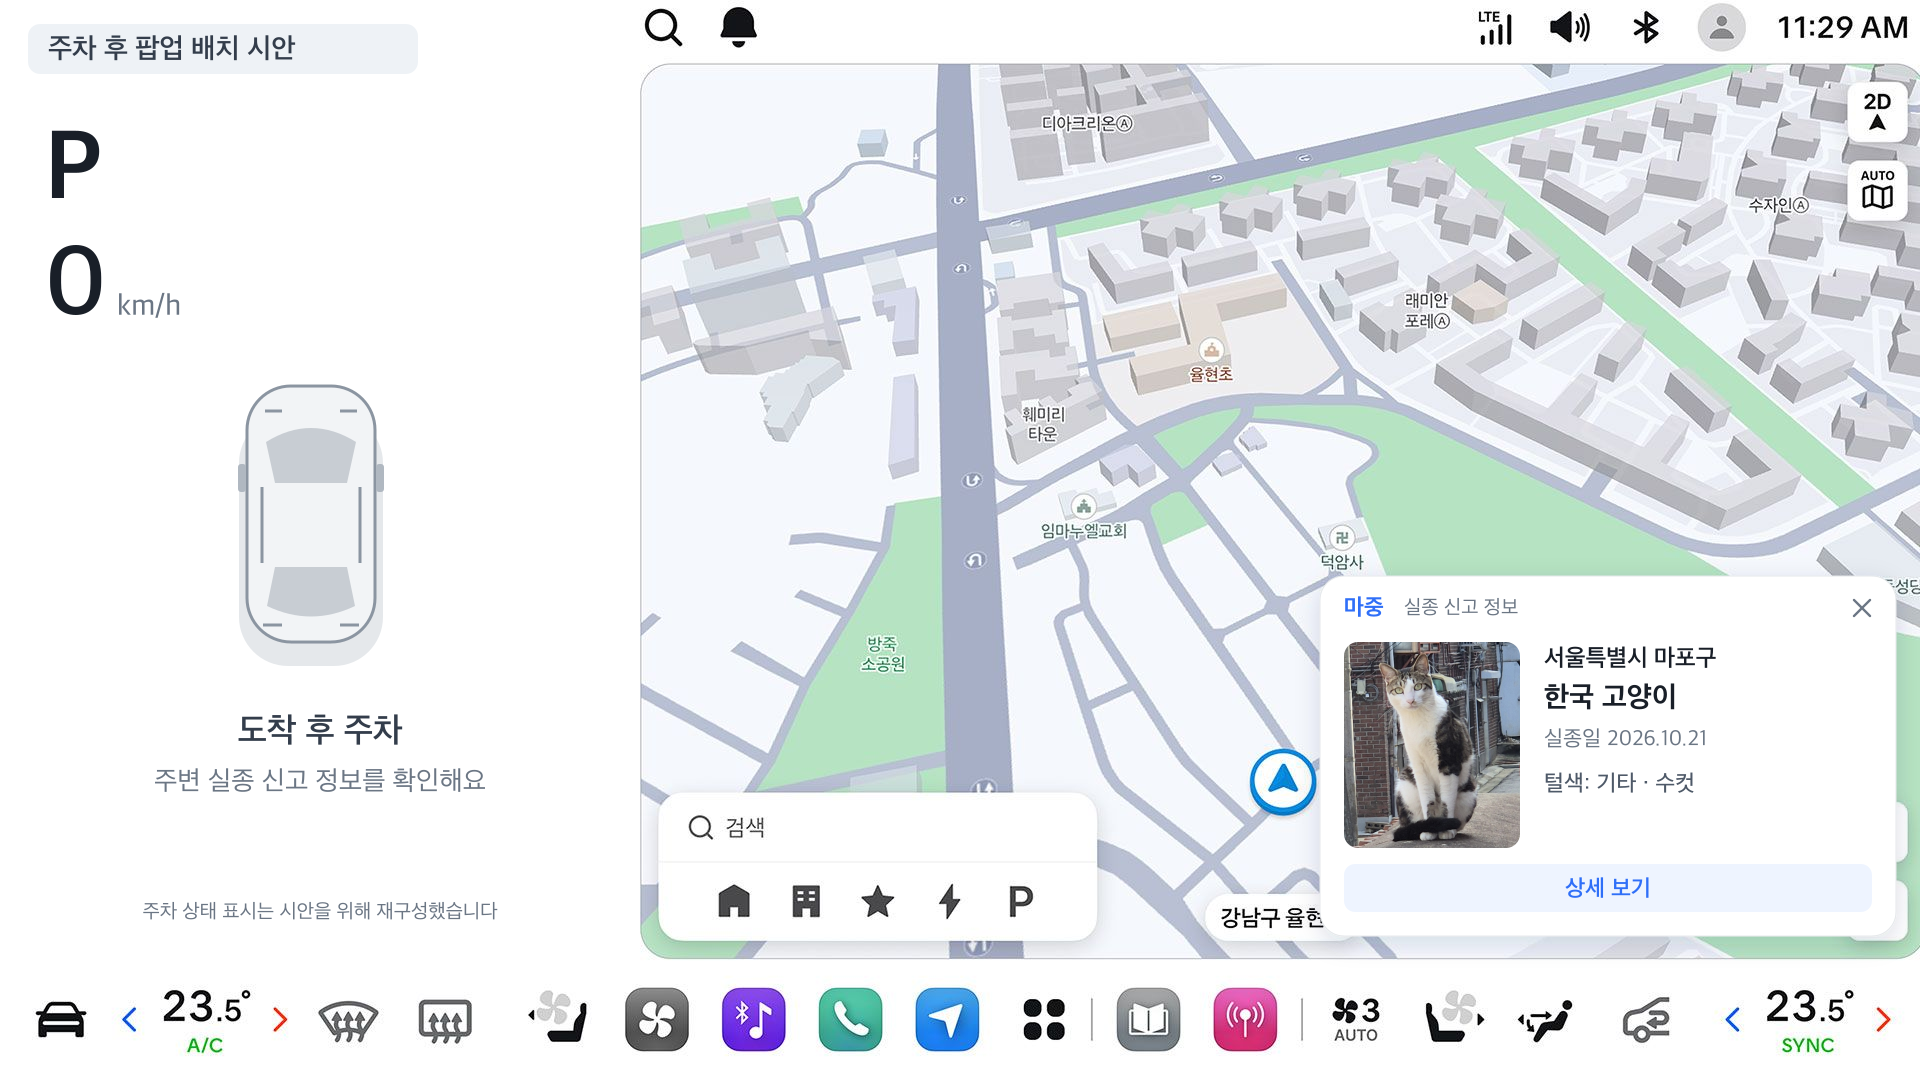 주차 후 팝업 배치 시안
LTE
11:29 AM
P
0 km/h
도착 후 주차
주변 실종 신고 정보를 확인해요
주차 상태 표시는 시안을 위해 재구성했습니다
2D
AUTO
디아크리온Ⓐ
수자인Ⓐ
래미안
포레Ⓐ
율현초
훼미리
타운
임마누엘교회
덕암사
방죽
소공원
검색
P
강남구 율현
마중 실종 신고 정보
서울특별시 마포구
한국 고양이
실종일 2026.10.21
털색: 기타 · 수컷
상세 보기
23.5°
A/C
3
AUTO
23.5°
SYNC